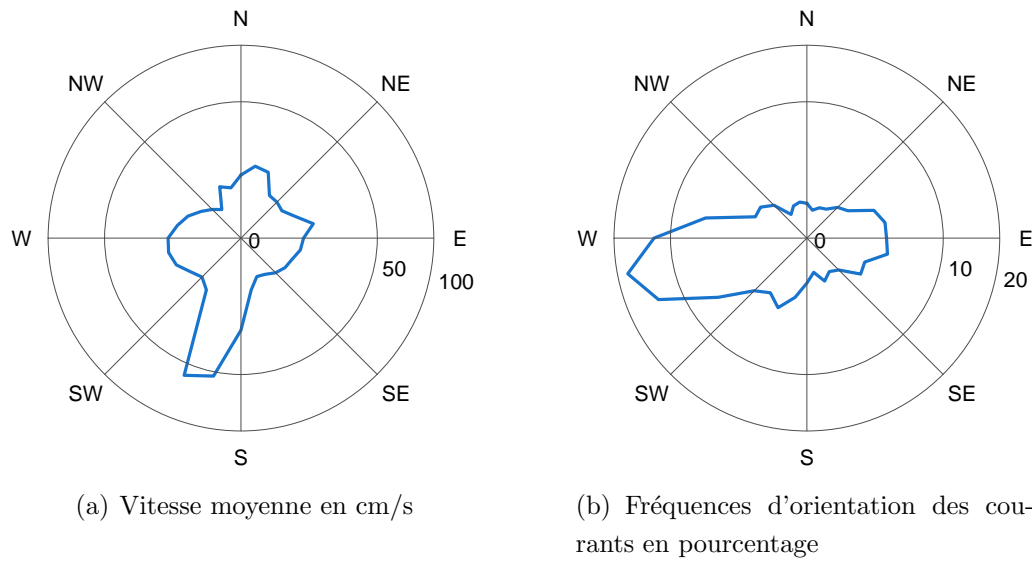 N
N
NW
NE
NW
NE
W
0
E
W
0
E
50
100
10
20
SW
SE
SW
SE
S
S
(a) Vitesse moyenne en cm/s
(b) Fréquences d'orientation des cou-
rants en pourcentage